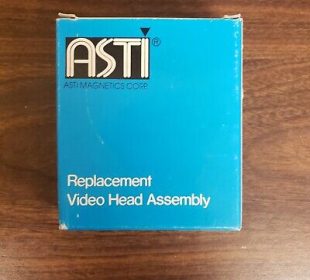 ASTI®
ASTI MAGNETICS CORP.
Replacement
Video Head Assembly